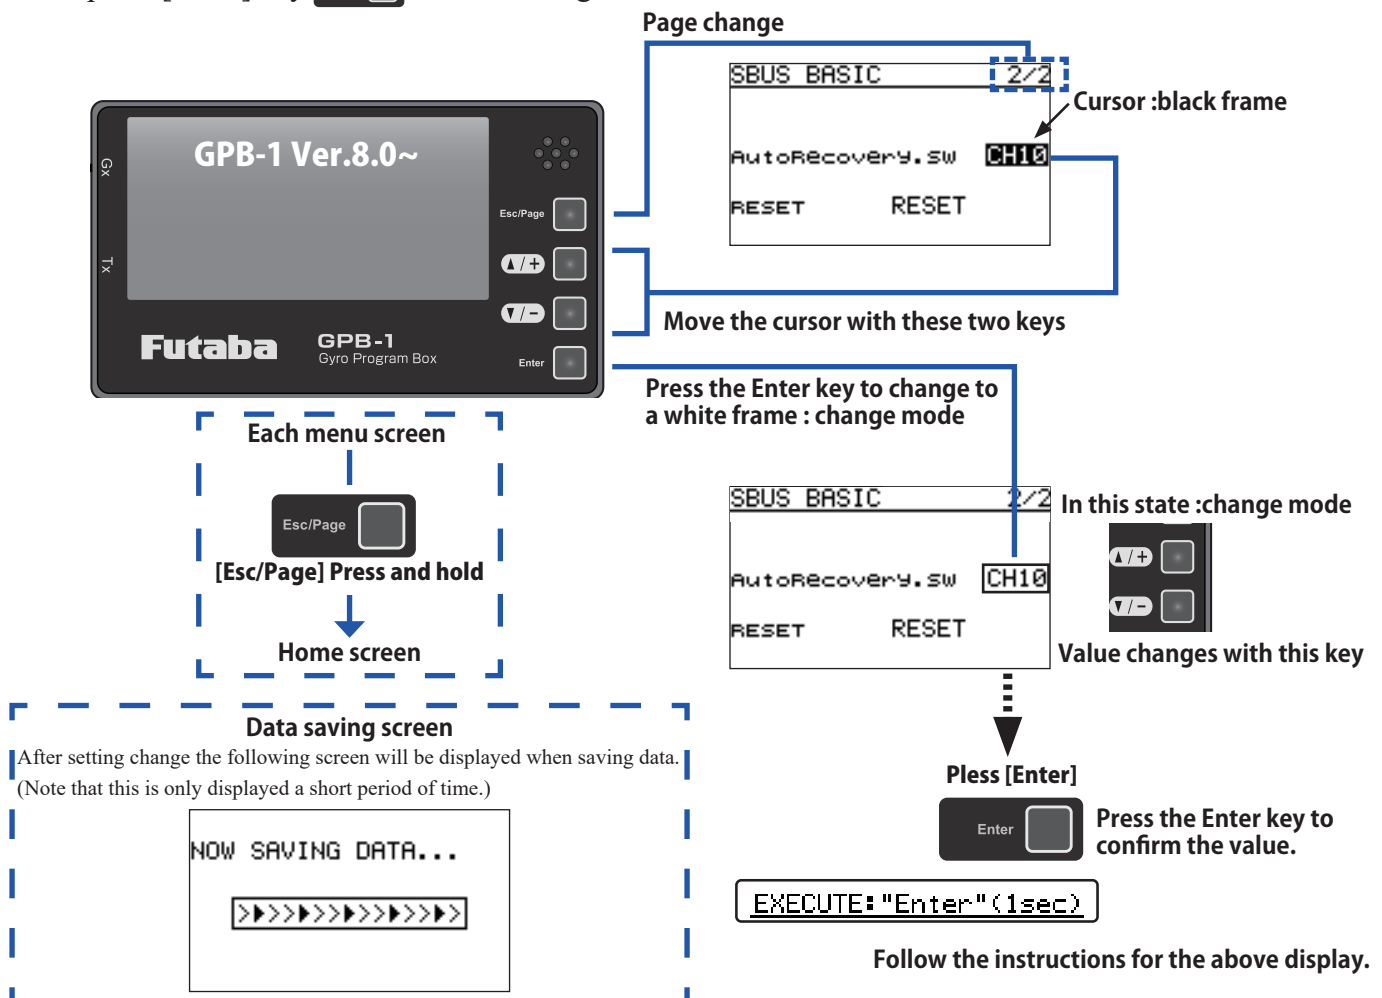 Page change
SBUS BASIC 2/2
Cursor :black frame
GPB-1 Ver.8.0~
Gx
AutoRecovery.sw CH10
Esc/Page
RESET RESET
Tx
▲/+
▼/-
Move the cursor with these two keys
Futaba
GPB-1
Gyro Program Box
Enter
Press the Enter key to change to
a white frame : change mode
Each menu screen
Esc/Page
[Esc/Page] Press and hold
Home screen
SBUS BASIC 2/2
In this state :change mode
▲/+
AutoRecovery.sw CH10
▼/-
RESET RESET
Value changes with this key
Data saving screen
After setting change the following screen will be displayed when saving data.
(Note that this is only displayed a short period of time.)
NOW SAVING DATA...
Pless [Enter]
Enter
Press the Enter key to
confirm the value.
EXECUTE:"Enter"(1sec)
Follow the instructions for the above display.